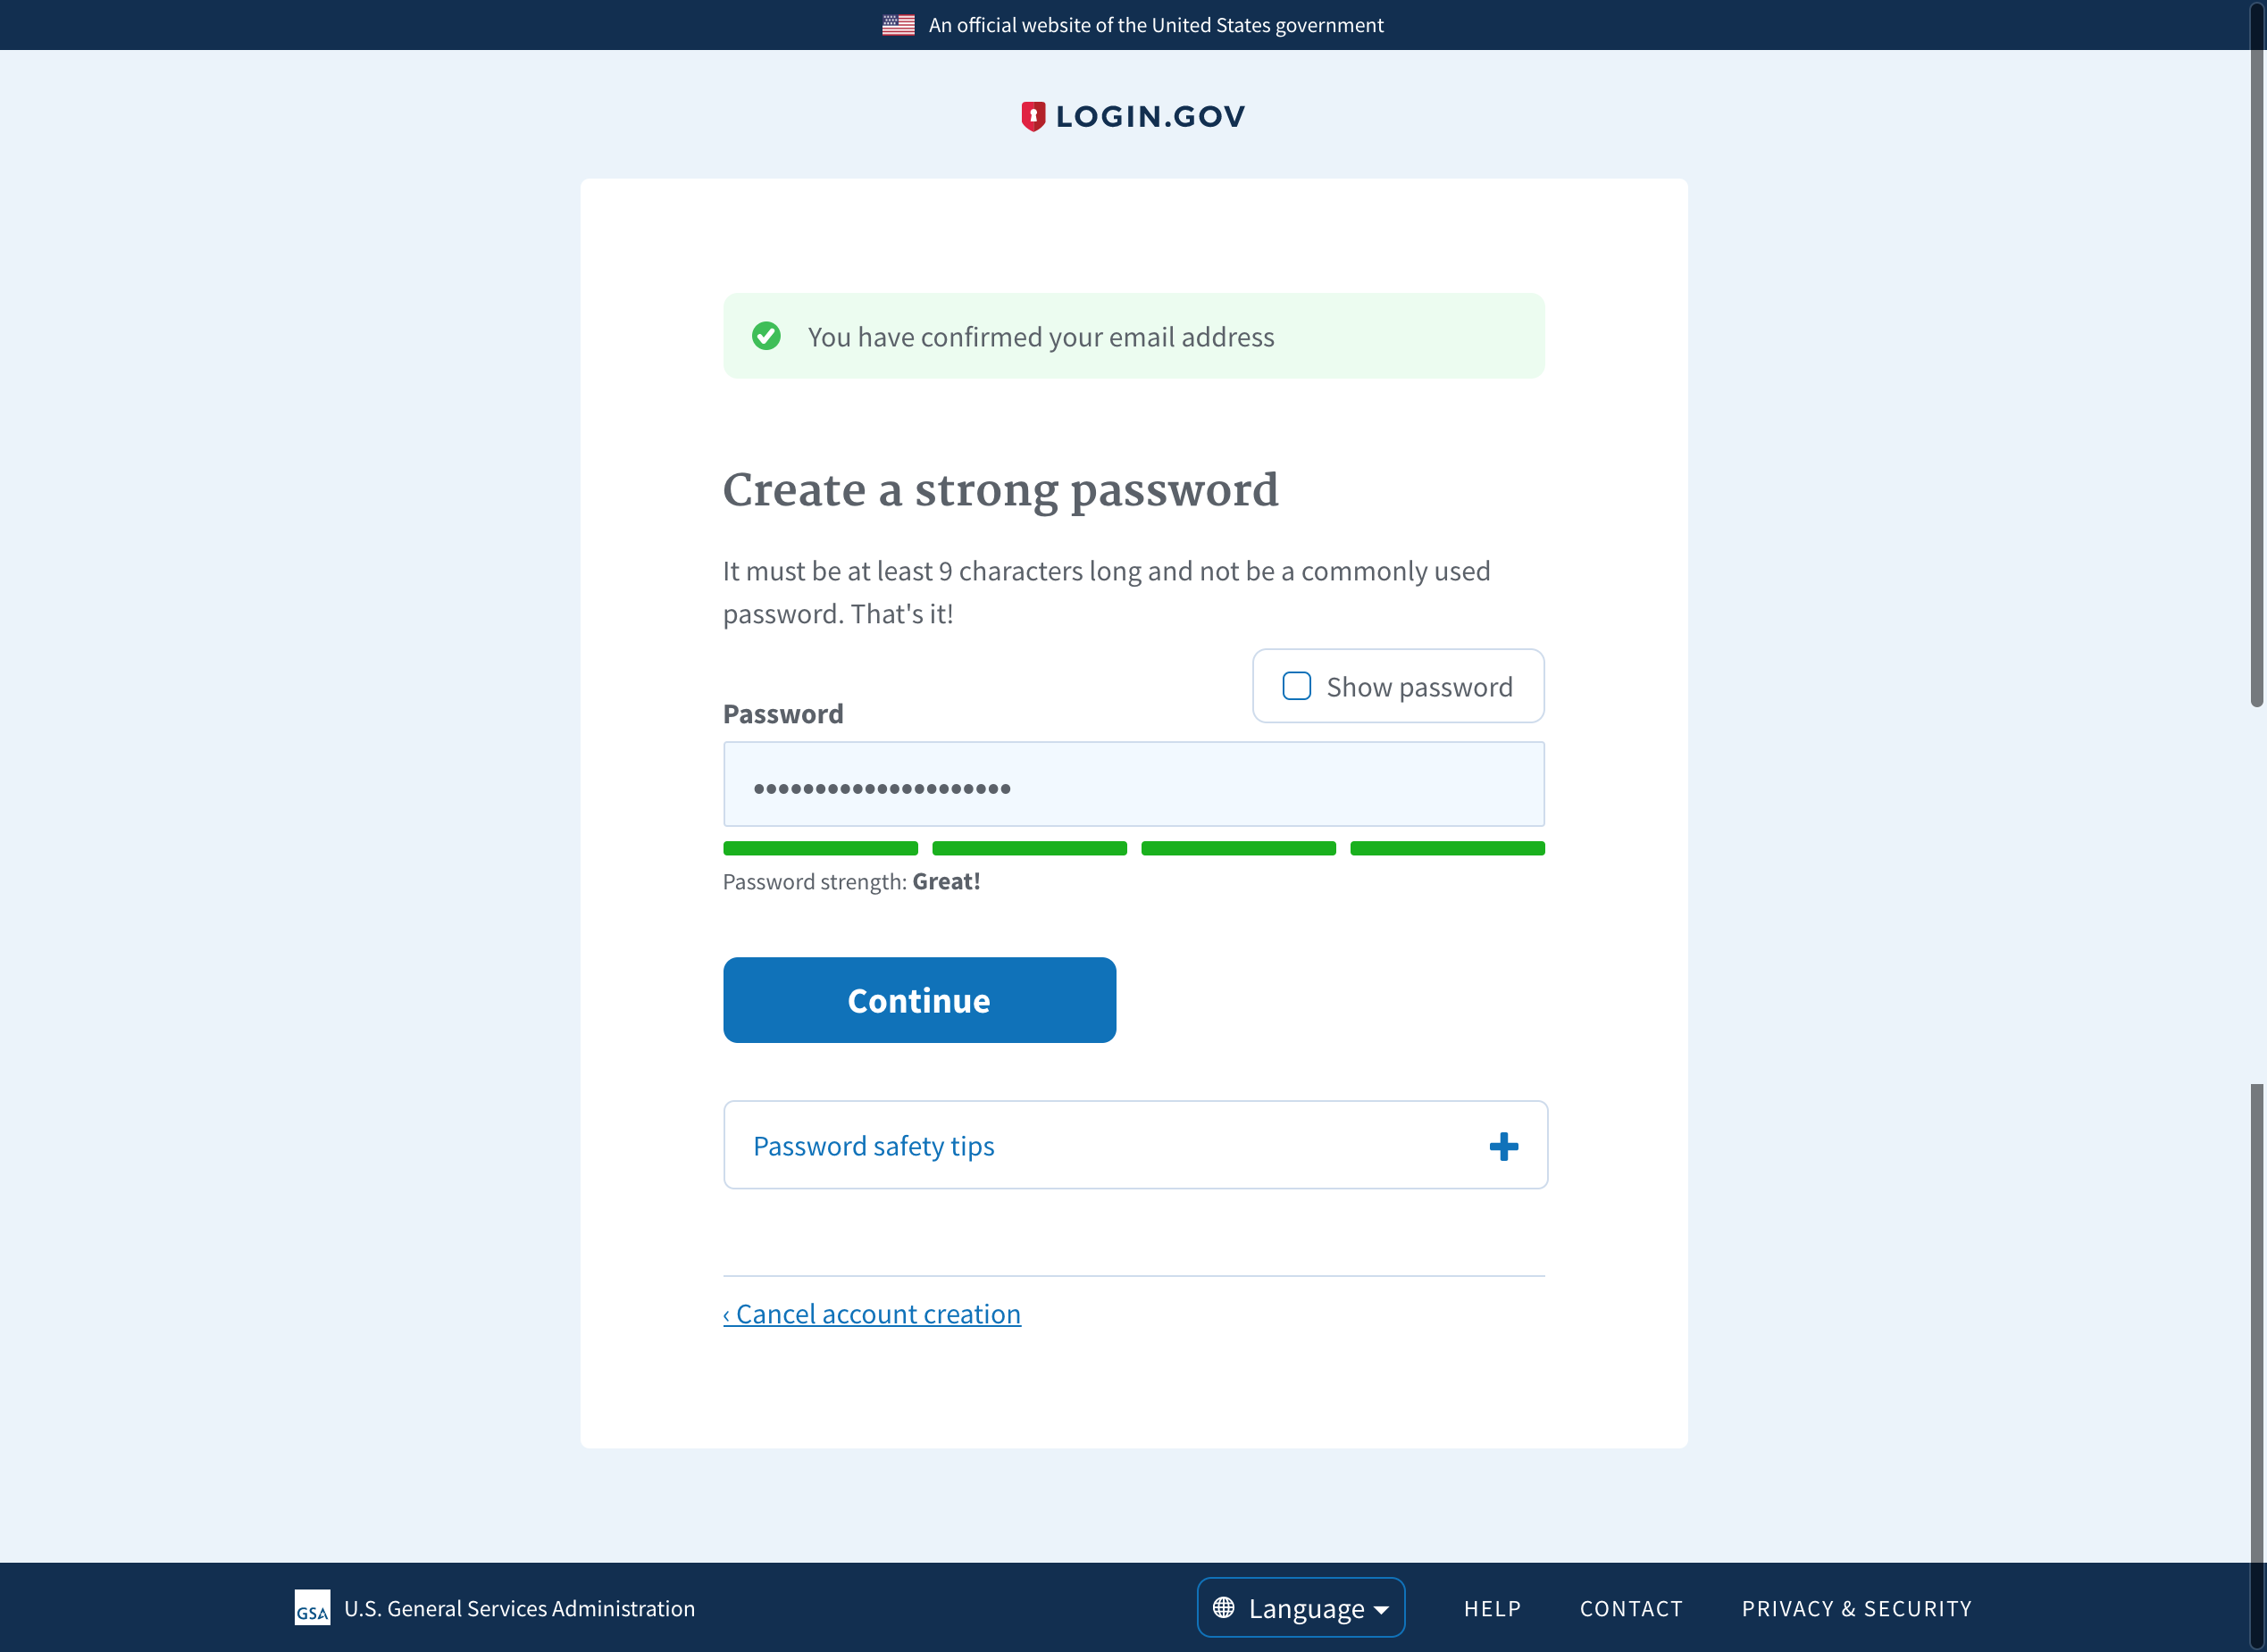 An official website of the United States government
LOGIN.GOV
You have confirmed your email address
Create a strong password
It must be at least 9 characters long and not be a commonly used
password. That's it!
Show password
Password
•••••••••••••••••••••
Password strength: Great!
Continue
Password safety tips
‹ Cancel account creation
GSA U.S. General Services Administration
Language
HELP
CONTACT
PRIVACY & SECURITY